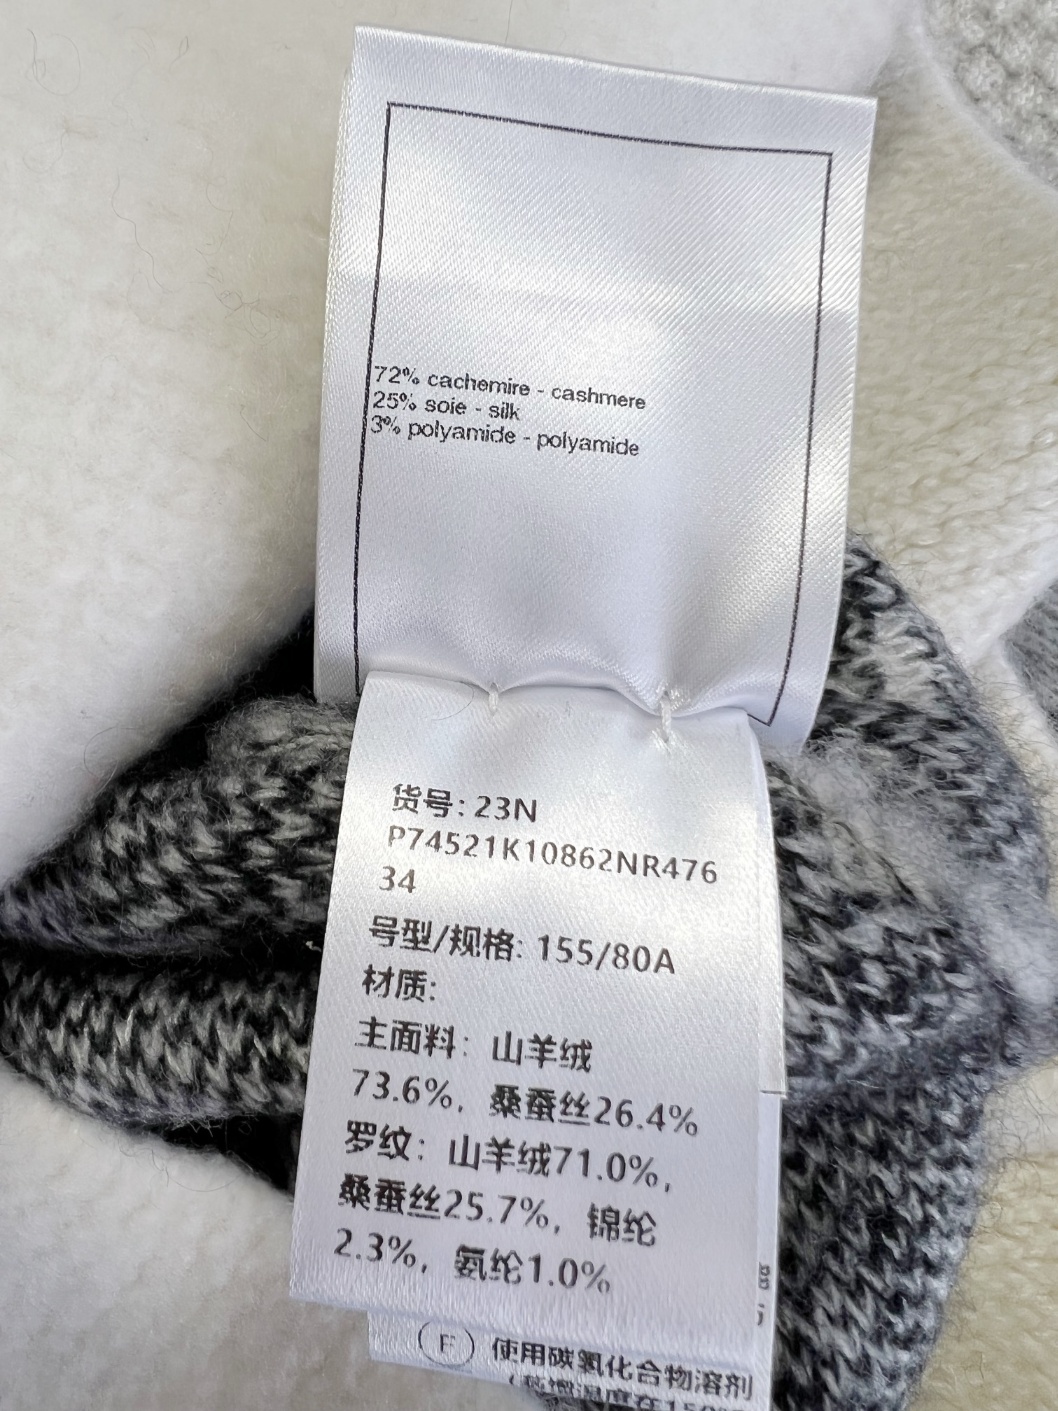 72% cachemire - cashmere
25% soie - silk
3% polyamide - polyamide
货号: 23N
P74521K10862NR476
34
号型/规格: 155/80A
材质:
主面料: 山羊绒
73.6%, 桑蚕丝26.4%
罗纹: 山羊绒71.0%,
桑蚕丝25.7%, 锦纶
2.3%, 氨纶1.0%
F 使用碳氢化合物溶剂